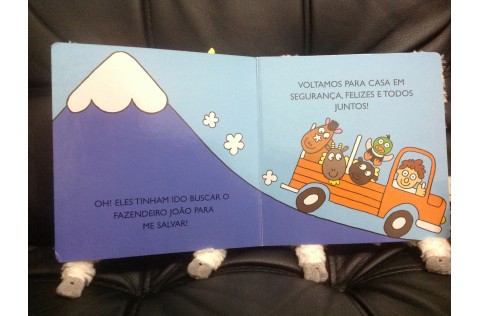 OH! ELES TINHAM IDO BUSCAR O
FAZENDEIRO JOÃO PARA
ME SALVAR!
VOLTAMOS PARA CASA EM
SEGURANÇA, FELIZES E TODOS
JUNTOS!